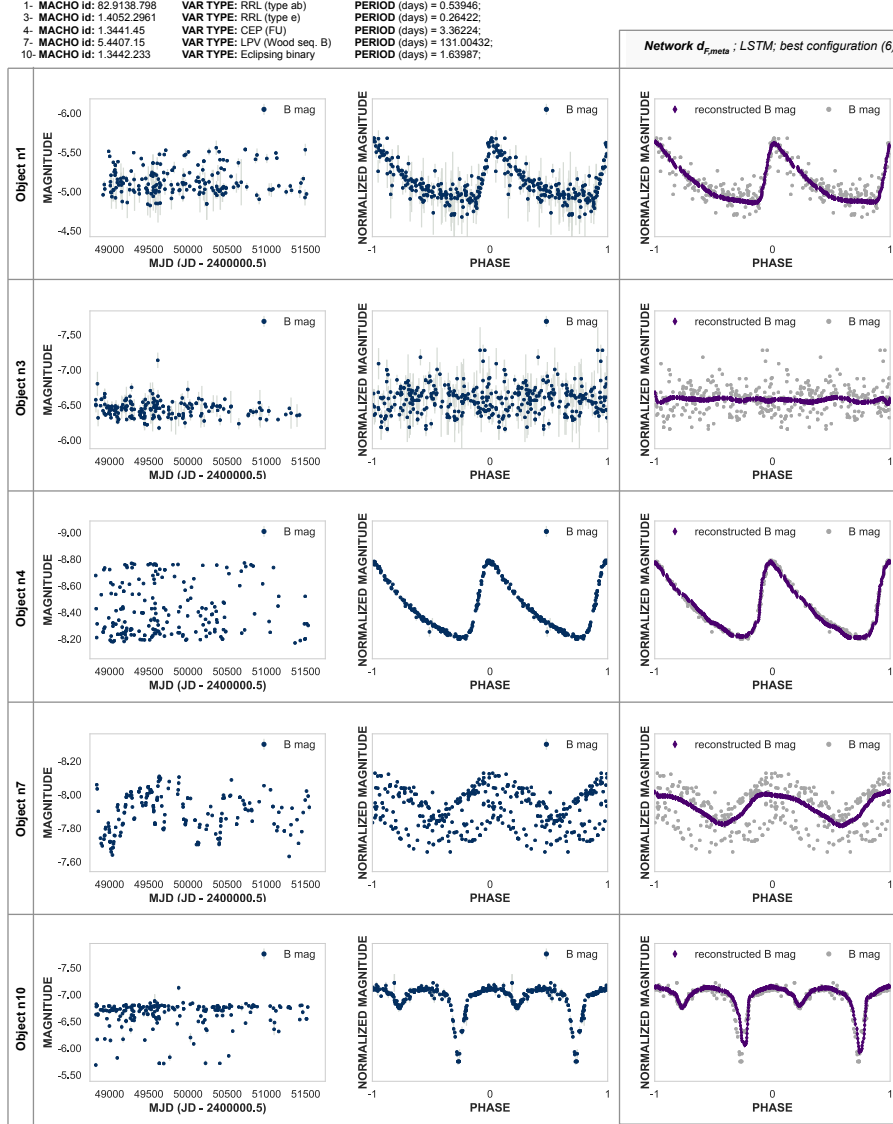 1- MACHO id: 82.9138.798 VAR TYPE: RRL (type ab) PERIOD (days) = 0.53946;
3- MACHO id: 1.4052.2961 VAR TYPE: RRL (type e) PERIOD (days) = 0.26422;
4- MACHO id: 1.3441.45 VAR TYPE: CEP (FU) PERIOD (days) = 3.36224;
7- MACHO id: 5.4407.15 VAR TYPE: LPV (Wood seq. B) PERIOD (days) = 131.00432;
10- MACHO id: 1.3442.233 VAR TYPE: Eclipsing binary PERIOD (days) = 1.63987;
Network d_F,meta ; LSTM; best configuration (6)
Object n1
MAGNITUDE
-6.00
-5.50
-5.00
-4.50
B mag
49000 49500 50000 50500 51000 51500
MJD (JD - 2400000.5)
NORMALIZED MAGNITUDE
B mag
-1 0 1
PHASE
NORMALIZED MAGNITUDE
reconstructed B mag B mag
-1 0 1
PHASE
Object n3
MAGNITUDE
-7.50
-7.00
-6.50
-6.00
B mag
49000 49500 50000 50500 51000 51500
MJD (JD - 2400000.5)
NORMALIZED MAGNITUDE
B mag
-1 0 1
PHASE
NORMALIZED MAGNITUDE
reconstructed B mag B mag
-1 0 1
PHASE
Object n4
MAGNITUDE
-9.00
-8.80
-8.60
-8.40
-8.20
B mag
49000 49500 50000 50500 51000 51500
MJD (JD - 2400000.5)
NORMALIZED MAGNITUDE
B mag
-1 0 1
PHASE
NORMALIZED MAGNITUDE
reconstructed B mag B mag
-1 0 1
PHASE
Object n7
MAGNITUDE
-8.20
-8.00
-7.80
-7.60
B mag
49000 49500 50000 50500 51000 51500
MJD (JD - 2400000.5)
NORMALIZED MAGNITUDE
B mag
-1 0 1
PHASE
NORMALIZED MAGNITUDE
reconstructed B mag B mag
-1 0 1
PHASE
Object n10
MAGNITUDE
-7.50
-7.00
-6.50
-6.00
-5.50
B mag
49000 49500 50000 50500 51000 51500
MJD (JD - 2400000.5)
NORMALIZED MAGNITUDE
B mag
-1 0 1
PHASE
NORMALIZED MAGNITUDE
reconstructed B mag B mag
-1 0 1
PHASE